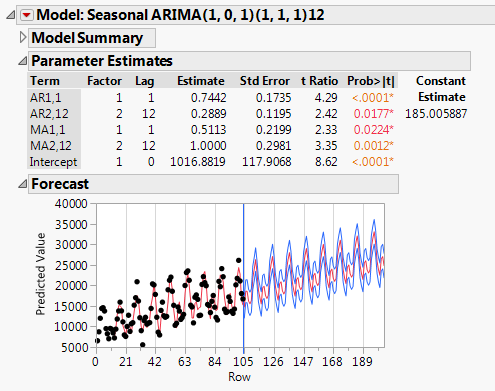 Model: Seasonal ARIMA(1, 0, 1)(1, 1, 1)12
Model Summary
Parameter Estimates
Term Factor Lag Estimate Std Error t Ratio Prob>|t| Constant Estimate
AR1,1 1 1 0.7442 0.1735 4.29 <.0001* 185.005887
AR2,12 2 12 0.2889 0.1195 2.42 0.0177*
MA1,1 1 1 0.5113 0.2199 2.33 0.0224*
MA2,12 2 12 1.0000 0.2981 3.35 0.0012*
Intercept 1 0 1016.8819 117.9068 8.62 <.0001*
Forecast
Predicted Value
40000
35000
30000
25000
20000
15000
10000
5000
0 21 42 63 84 105 126 147 168 189
Row